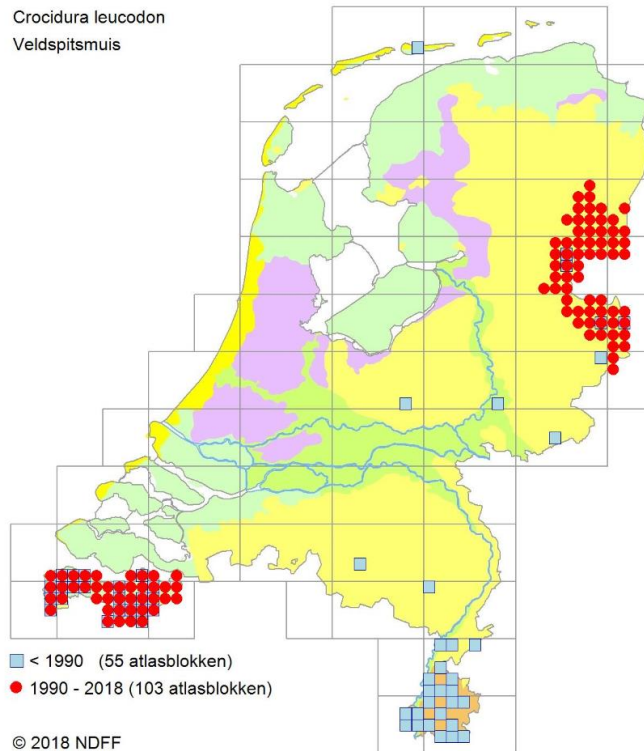 Crocidura leucodon
Veldspitsmuis
< 1990 (55 atlasblokken)
1990 - 2018 (103 atlasblokken)
© 2018 NDFF